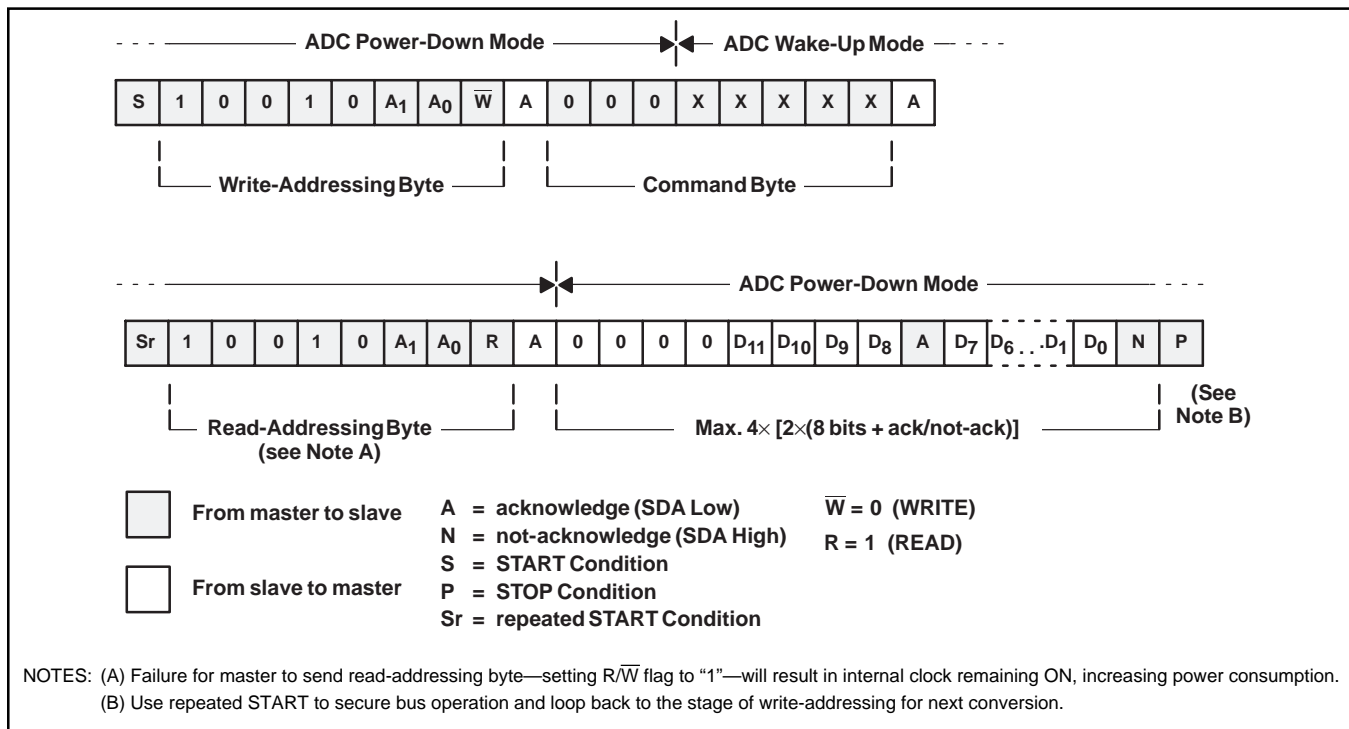 ADC Power-Down Mode ADC Wake-Up Mode
S 1 0 0 1 0 A1 A0 W̅ A 0 0 0 X X X X X A
Write-Addressing Byte Command Byte
ADC Power-Down Mode
Sr 1 0 0 1 0 A1 A0 R A 0 0 0 0 D11 D10 D9 D8 A D7 D6 . . .D1 D0 N P
Read-Addressing Byte
(see Note A)
Max. 4× [2×(8 bits + ack/not-ack)]
(See
Note B)
From master to slave
From slave to master
A = acknowledge (SDA Low)
N = not-acknowledge (SDA High)
S = START Condition
P = STOP Condition
Sr = repeated START Condition
W̅ = 0 (WRITE)
R = 1 (READ)
NOTES: (A) Failure for master to send read-addressing byte—setting R/W̅ flag to “1”—will result in internal clock remaining ON, increasing power consumption.
(B) Use repeated START to secure bus operation and loop back to the stage of write-addressing for next conversion.